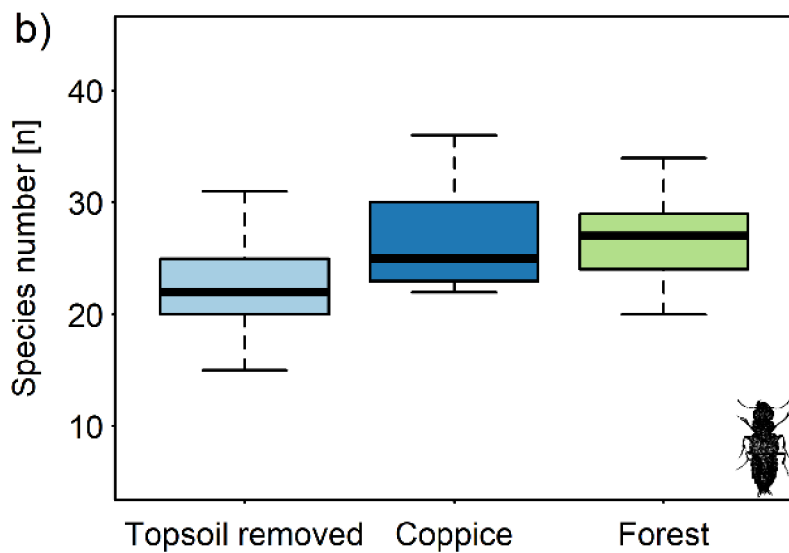 b)
Species number [n]
40
30
20
10
Topsoil removed
Coppice
Forest